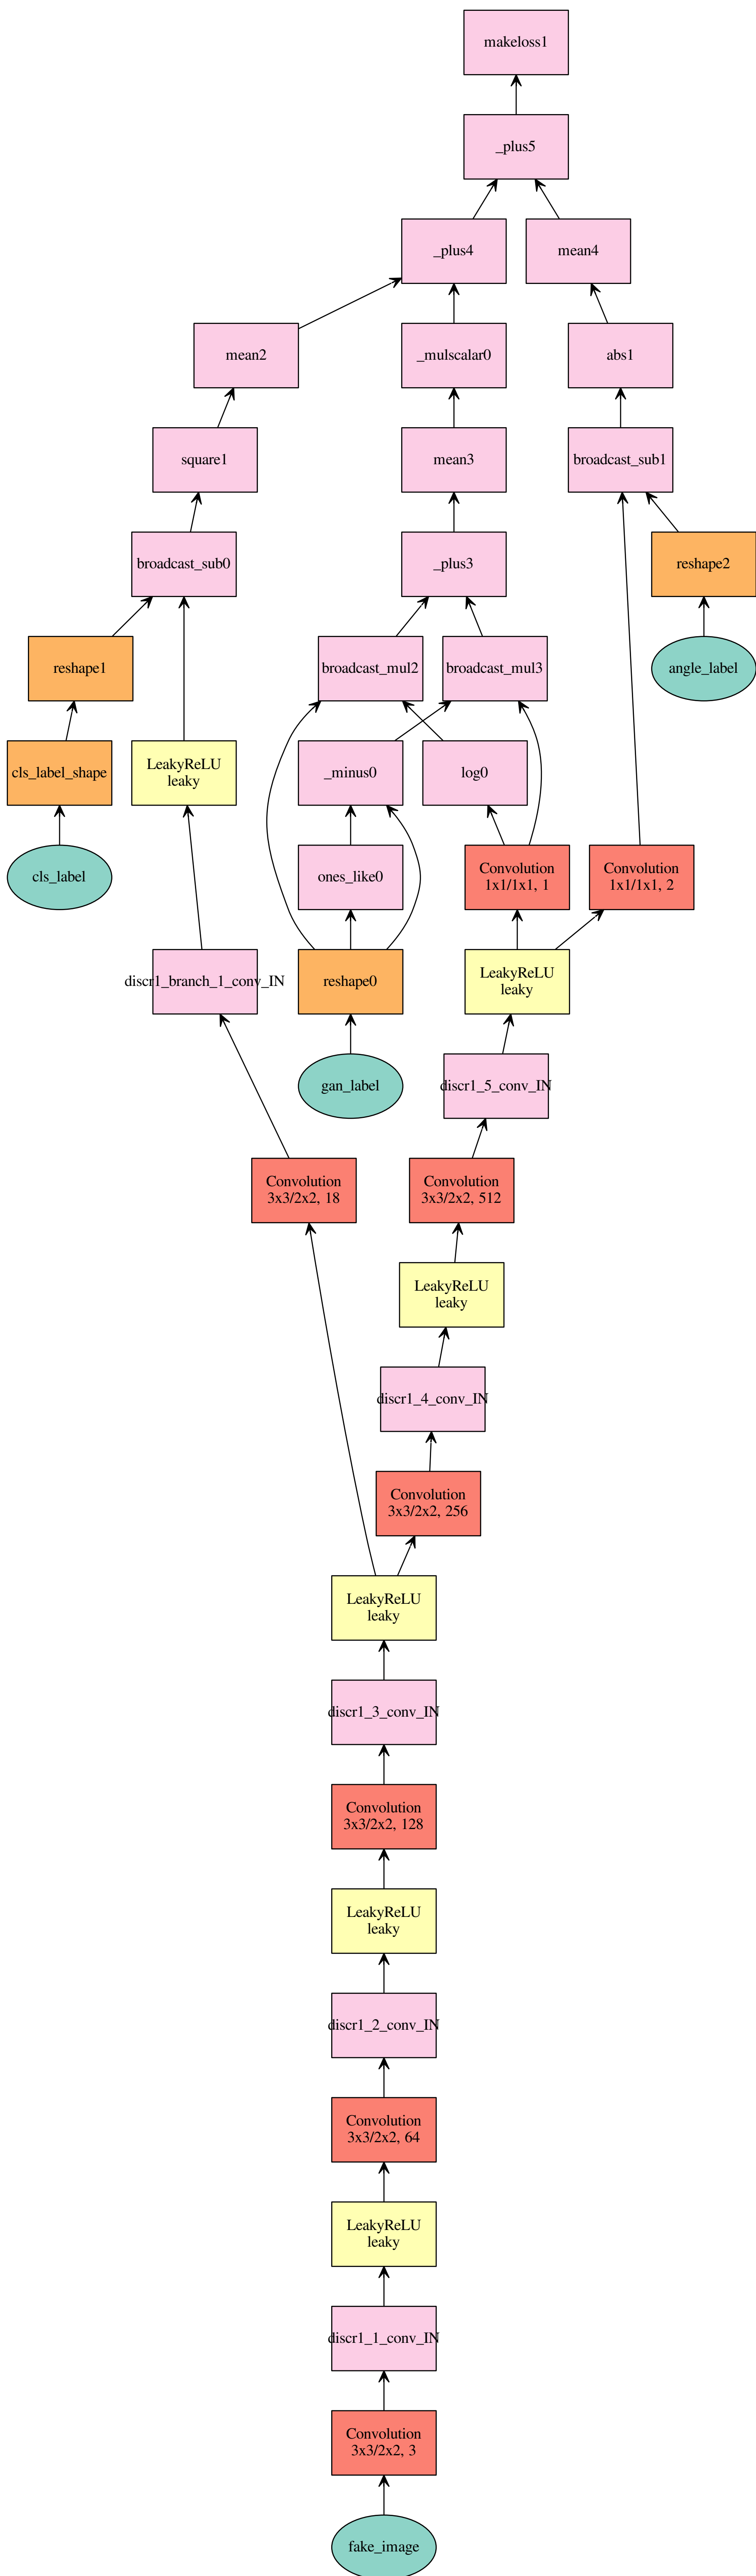 makeloss1
_plus5
_plus4
mean4
mean2
_mulscalar0
abs1
square1
mean3
broadcast_sub1
broadcast_sub0
_plus3
reshape2
reshape1
broadcast_mul2
broadcast_mul3
angle_label
cls_label_shape
LeakyReLU
leaky
_minus0
log0
cls_label
ones_like0
Convolution
1x1/1x1, 1
Convolution
1x1/1x1, 2
discr1_branch_1_conv_IN
reshape0
LeakyReLU
leaky
gan_label
discr1_5_conv_IN
Convolution
3x3/2x2, 18
Convolution
3x3/2x2, 512
LeakyReLU
leaky
discr1_4_conv_IN
Convolution
3x3/2x2, 256
LeakyReLU
leaky
discr1_3_conv_IN
Convolution
3x3/2x2, 128
LeakyReLU
leaky
discr1_2_conv_IN
Convolution
3x3/2x2, 64
LeakyReLU
leaky
discr1_1_conv_IN
Convolution
3x3/2x2, 3
fake_image